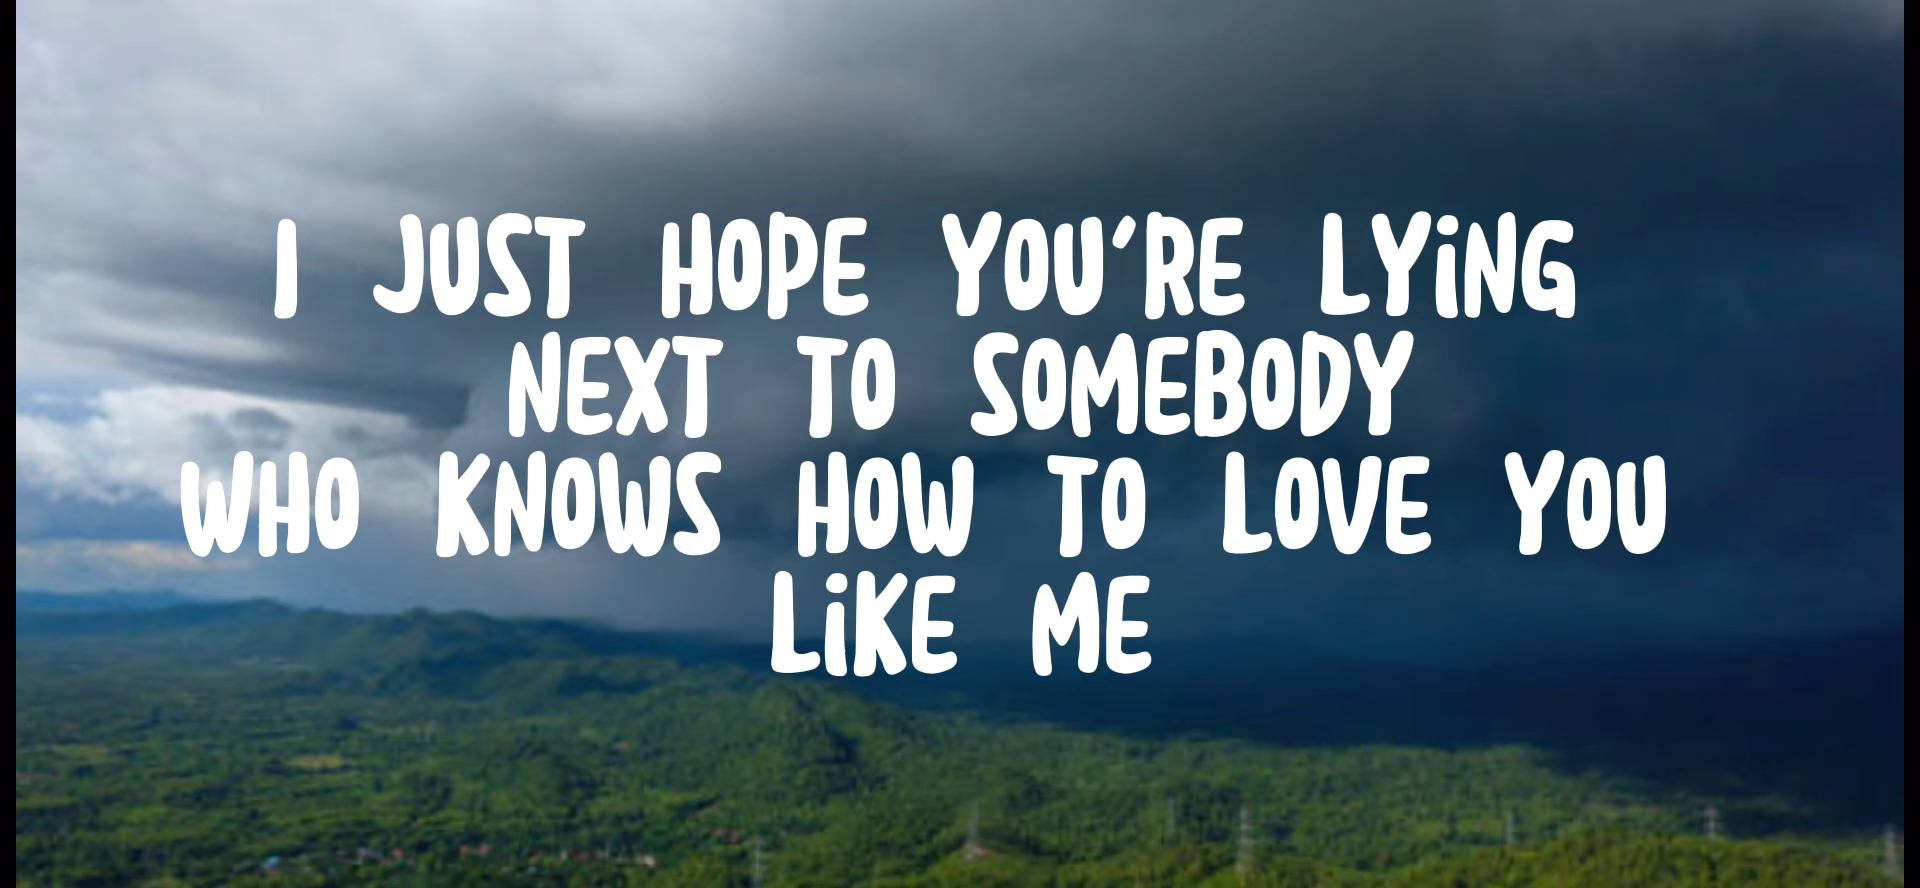 I JUST HOPE YOU'RE LYiNG
NEXT TO SOMEBODY
WHO KNOWS HOW TO LOVE YOU
LiKE ME